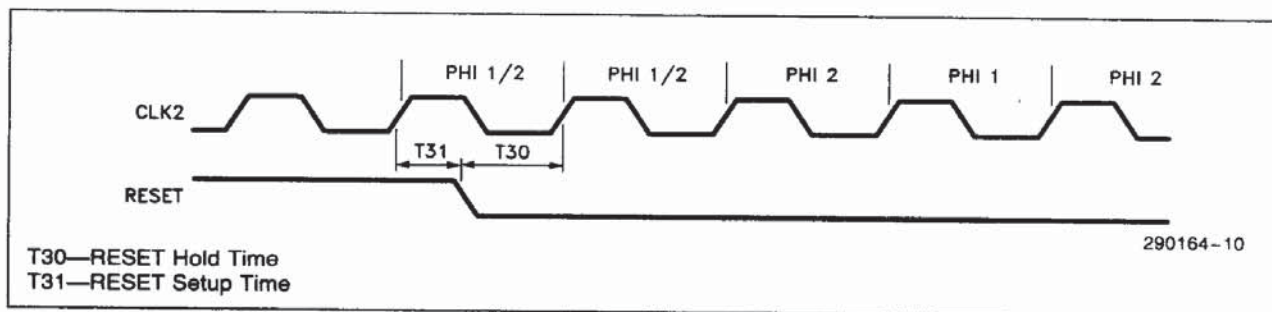 PHI 1/2 PHI 1/2 PHI 2 PHI 1 PHI 2
CLK2
T31 T30
RESET
290164-10
T30—RESET Hold Time
T31—RESET Setup Time